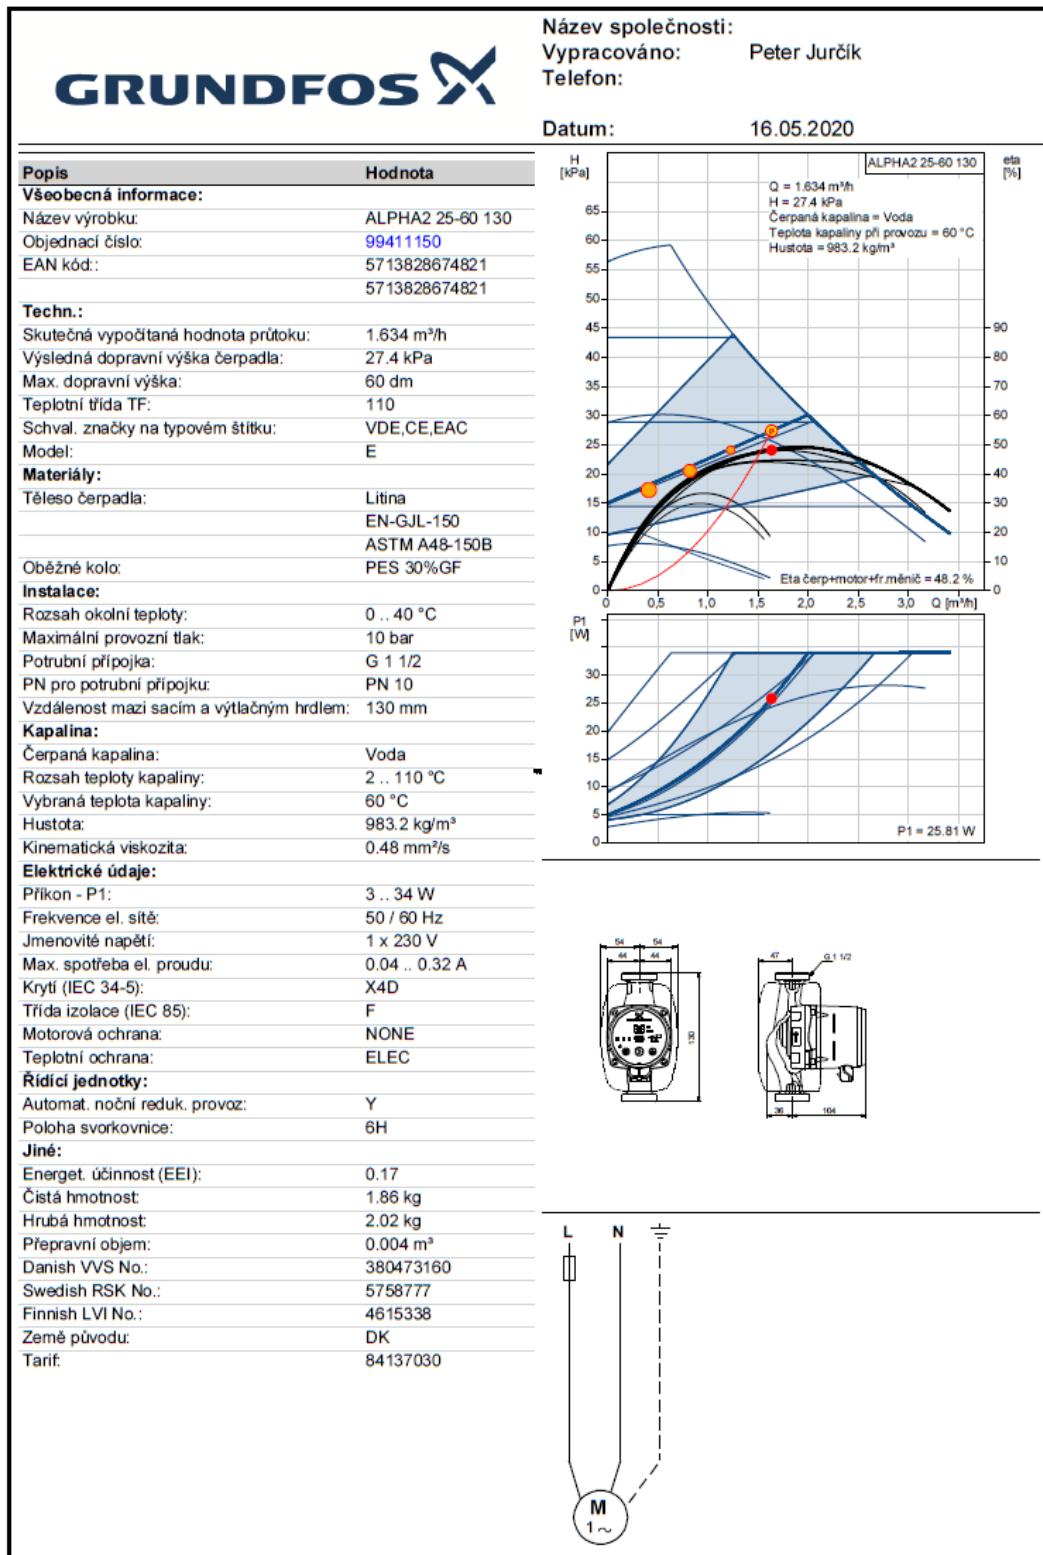 GRUNDFOS
Název společnosti:
Vypracováno: Peter Jurčík
Telefon:
Datum: 16.05.2020
Popis Hodnota
Všeobecná informace:
Název výrobku: ALPHA2 25-60 130
Objednací číslo: 99411150
EAN kód:: 5713828674821
5713828674821
Techn.:
Skutečná vypočítaná hodnota průtoku: 1.634 m³/h
Výsledná dopravní výška čerpadla: 27.4 kPa
Max. dopravní výška: 60 dm
Teplotní třída TF: 110
Schval. značky na typovém štítku: VDE,CE,EAC
Model: E
Materiály:
Těleso čerpadla: Litina
EN-GJL-150
ASTM A48-150B
Oběžné kolo: PES 30%GF
Instalace:
Rozsah okolní teploty: 0 .. 40 °C
Maximální provozní tlak: 10 bar
Potrubní přípojka: G 1 1/2
PN pro potrubní přípojku: PN 10
Vzdálenost mezi sacím a výtlačným hrdlem: 130 mm
Kapalina:
Čerpaná kapalina: Voda
Rozsah teploty kapaliny: 2 .. 110 °C
Vybraná teplota kapaliny: 60 °C
Hustota: 983.2 kg/m³
Kinematická viskozita: 0.48 mm²/s
Elektrické údaje:
Příkon - P1: 3 .. 34 W
Frekvence el. sítě: 50 / 60 Hz
Jmenovité napětí: 1 x 230 V
Max. spotřeba el. proudu: 0.04 .. 0.32 A
Krytí (IEC 34-5): X4D
Třída izolace (IEC 85): F
Motorová ochrana: NONE
Teplotní ochrana: ELEC
Řídící jednotky:
Automat. noční reduk. provoz: Y
Poloha svorkovnice: 6H
Jiné:
Energet. účinnost (EEI): 0.17
Čistá hmotnost: 1.86 kg
Hrubá hmotnost: 2.02 kg
Přepravní objem: 0.004 m³
Danish VVS No.: 380473160
Swedish RSK No.: 5758777
Finnish LVI No.: 4615338
Země původu: DK
Tarif: 84137030
H
[kPa]
ALPHA2 25-60 130
eta
[%]
Q = 1.634 m³/h
H = 27.4 kPa
Čerpaná kapalina = Voda
Teplota kapaliny při provozu = 60 °C
Hustota = 983.2 kg/m³
65
60
55
50
45 90
40 80
35 70
30 60
25 50
20 40
15 30
10 20
5 10
0 0
Eta čerp+motor+fr.měnič = 48.2 %
0 0,5 1,0 1,5 2,0 2,5 3,0 Q [m³/h]
P1
[W]
30
25
20
15
10
5
0
P1 = 25.81 W
54 54
44 44
130
47
G 1 1/2
36 104
L N
M
1~